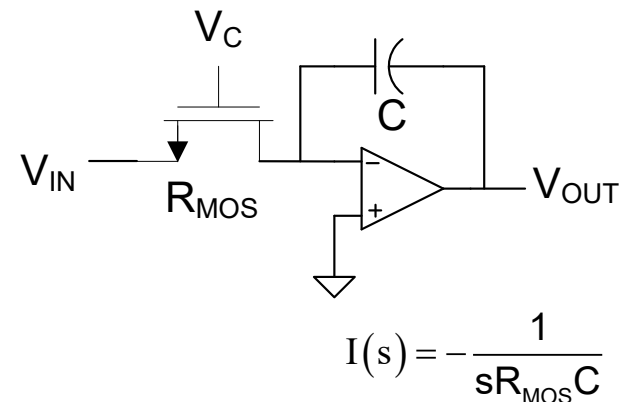 V_C
C
V_IN
R_MOS
−
+
V_OUT
I(s) = − 1 / sR_MOS C